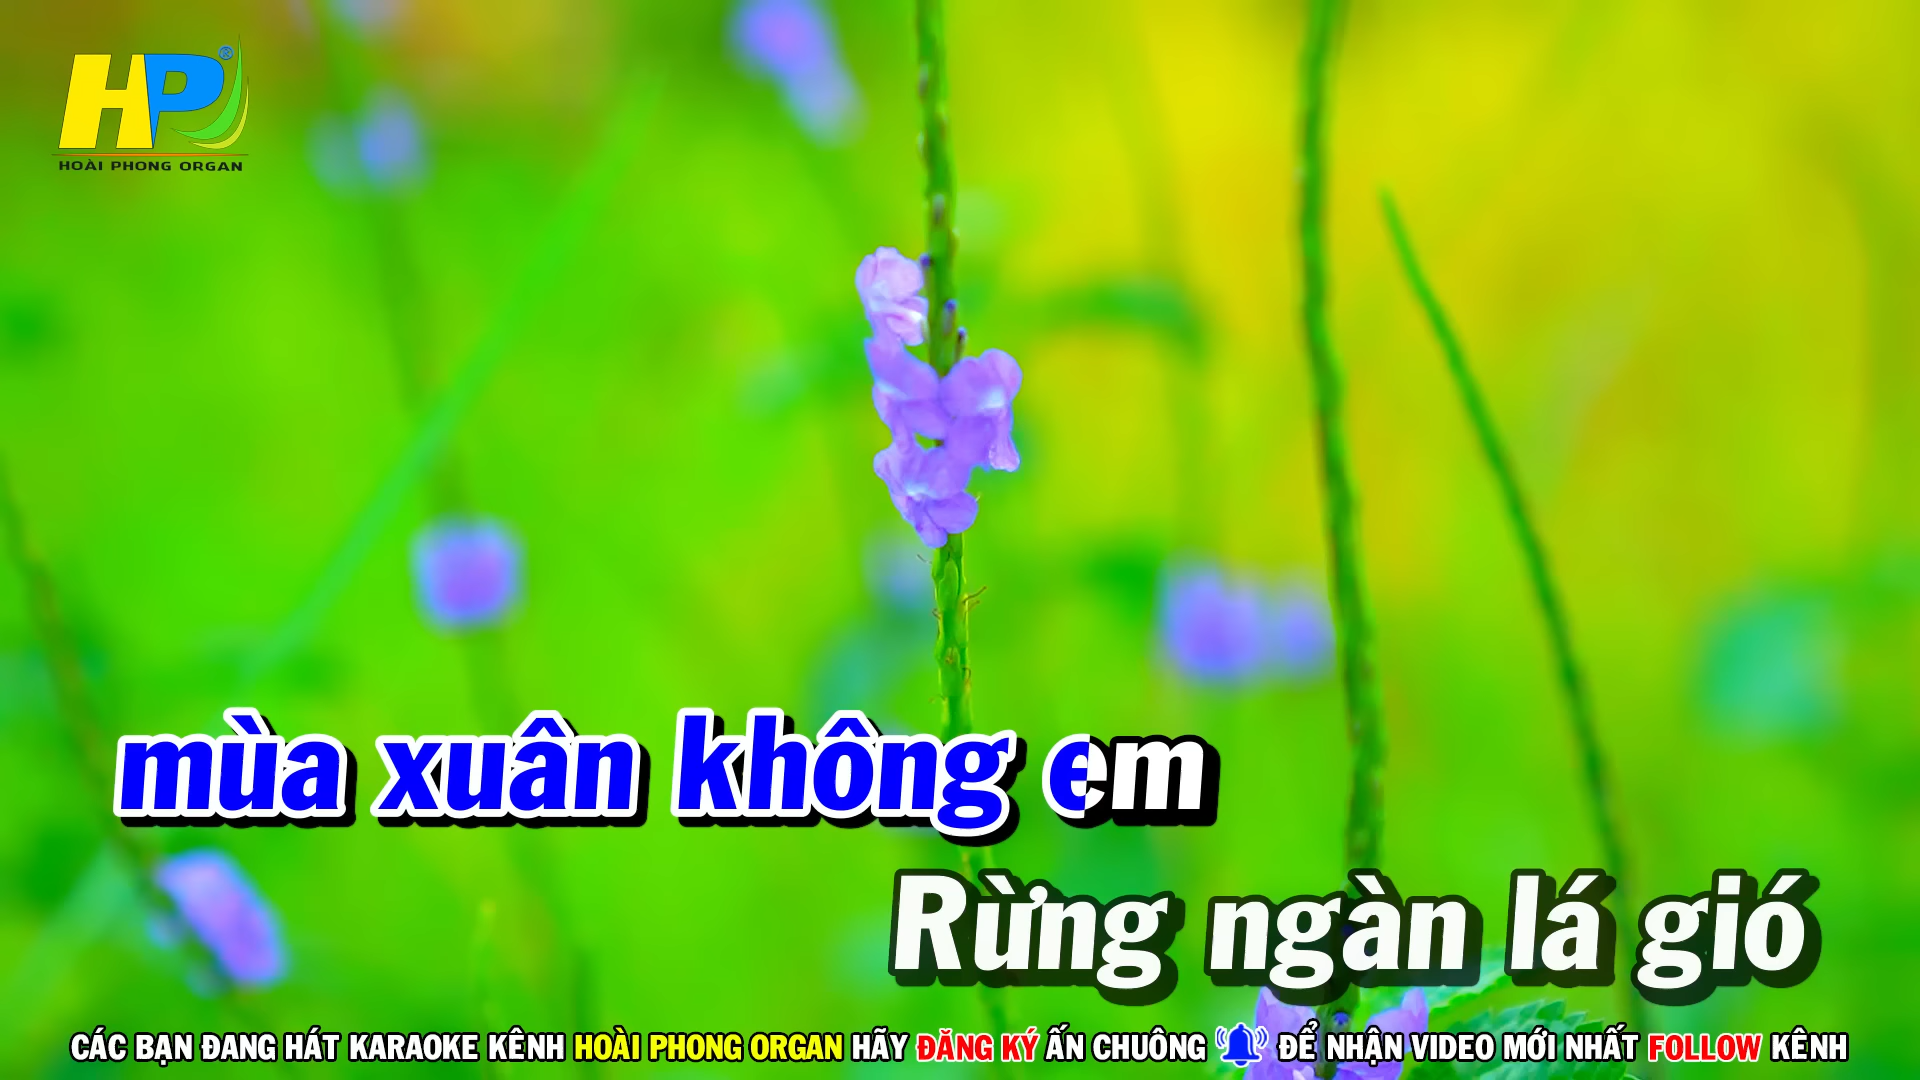 HP®
HOÀI PHONG ORGAN
mùa xuân không em
Rừng ngàn lá gió
CÁC BẠN ĐANG HÁT KARAOKE KÊNH HOÀI PHONG ORGAN HÃY ĐĂNG KÝ ẤN CHUÔNG ĐỂ NHẬN VIDEO MỚI NHẤT FOLLOW KÊNH